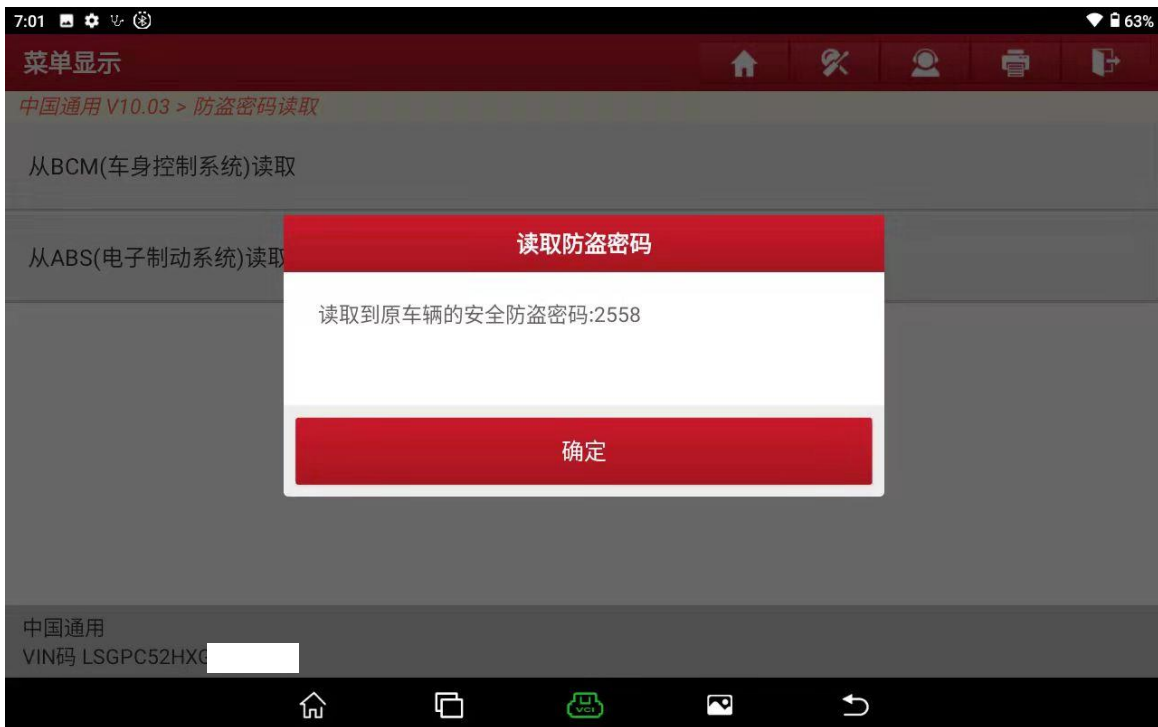 7:01
63%
菜单显示
中国通用 V10.03 > 防盗密码读取
从BCM(车身控制系统)读取
从ABS(电子制动系统)读取
读取防盗密码
读取到原车辆的安全防盗密码:2558
确定
中国通用
VIN码 LSGPC52HXG
VCI